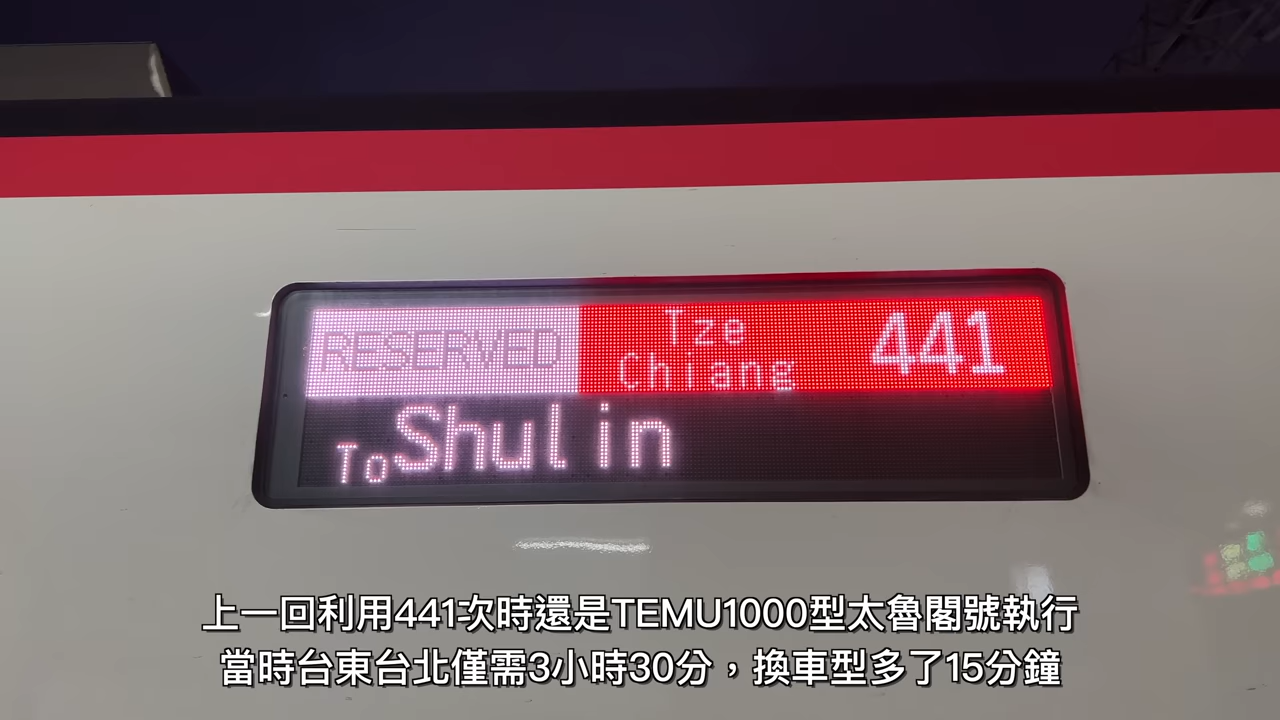 RESERVED
Tze
Chiang
441
To Shulin
上一回利用441次時還是TEMU1000型太魯閣號執行
當時台東台北僅需3小時30分，換車型多了15分鐘